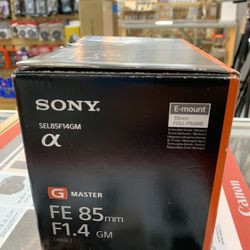 SONY
SEL85F14GM
α
E-mount
35mm
FULL-FRAME
G MASTER
FE 85mm
F1.4 GM
Canon